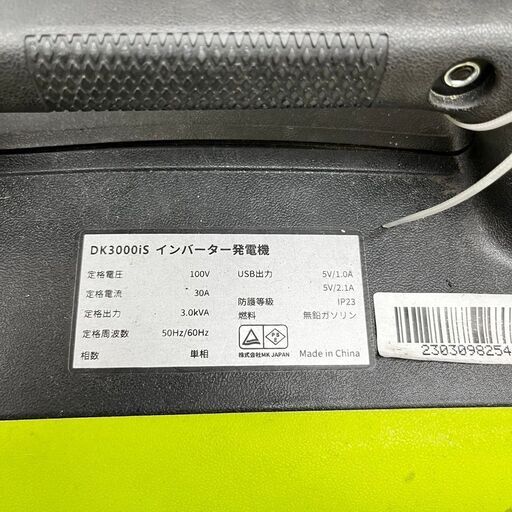 DK3000iS インバーター発電機
定格電圧 100V
定格電流 30A
定格出力 3.0kVA
定格周波数 50Hz/60Hz
相数 単相
USB出力 5V/1.0A
5V/2.1A
防護等級 IP23
燃料 無鉛ガソリン
株式会社MK JAPAN
Made in China
2303098254